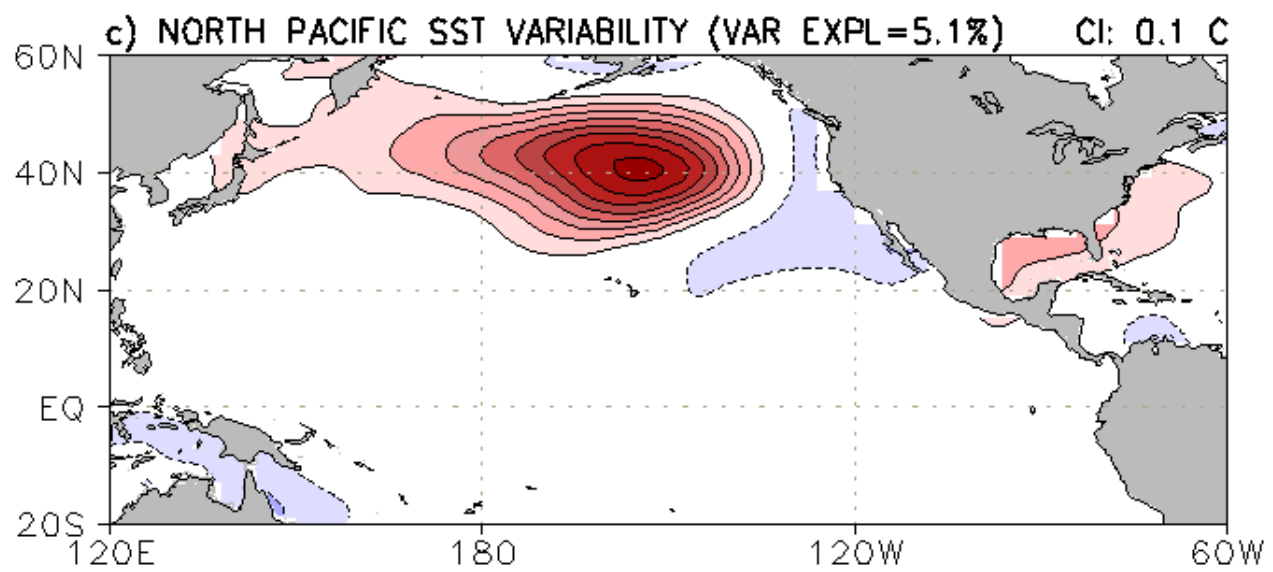 c) NORTH PACIFIC SST VARIABILITY (VAR EXPL=5.1%) CI: 0.1 C
60N
40N
20N
EQ
20S
120E 180 120W 60W